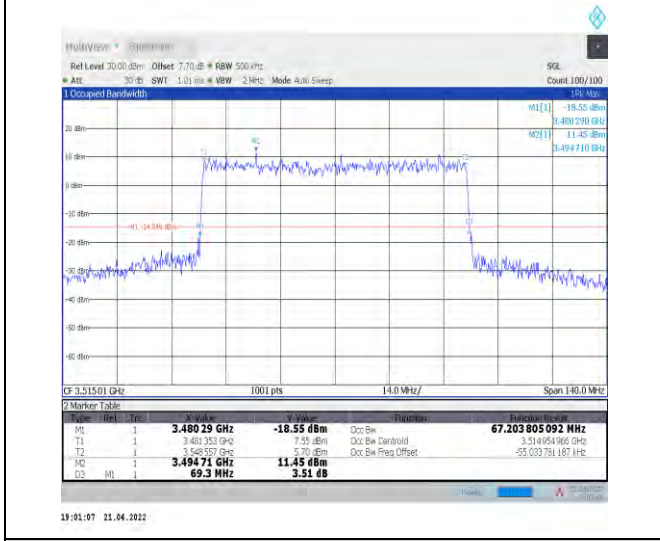 MultiView Spectrum
Ref Level 30.00 dBm Offset 7.70 dB RBW 500 kHz SGL
Att 30 dB SWT 1.01 ms VBW 2 MHz Mode Auto Sweep Count 100/100
1 Occupied Bandwidth 1Pk Max
M1[1] -18.55 dBm
3.480 290 GHz
M2[1] 11.45 dBm
3.494 710 GHz
20 dBm
10 dBm
0 dBm
-10 dBm
-20 dBm
-30 dBm
-40 dBm
-50 dBm
-60 dBm
M2
T1
M1
CF 3.51501 GHz 1001 pts 14.0 MHz/ Span 140.0 MHz
2 Marker Table
Type Ref Trc X-Value Y-Value Function Function Result
M1 1 3.480 29 GHz -18.55 dBm Occ Bw 67.203 805 092 MHz
T1 1 3.481 353 GHz 7.55 dBm Occ Bw Centroid 3.514 954 966 GHz
T2 1 3.548 557 GHz 5.70 dBm Occ Bw Freq Offset -55.033 781 187 kHz
M2 1 3.494 71 GHz 11.45 dBm
D3 M1 1 69.3 MHz 3.51 dB
19:01:07 21.04.2022